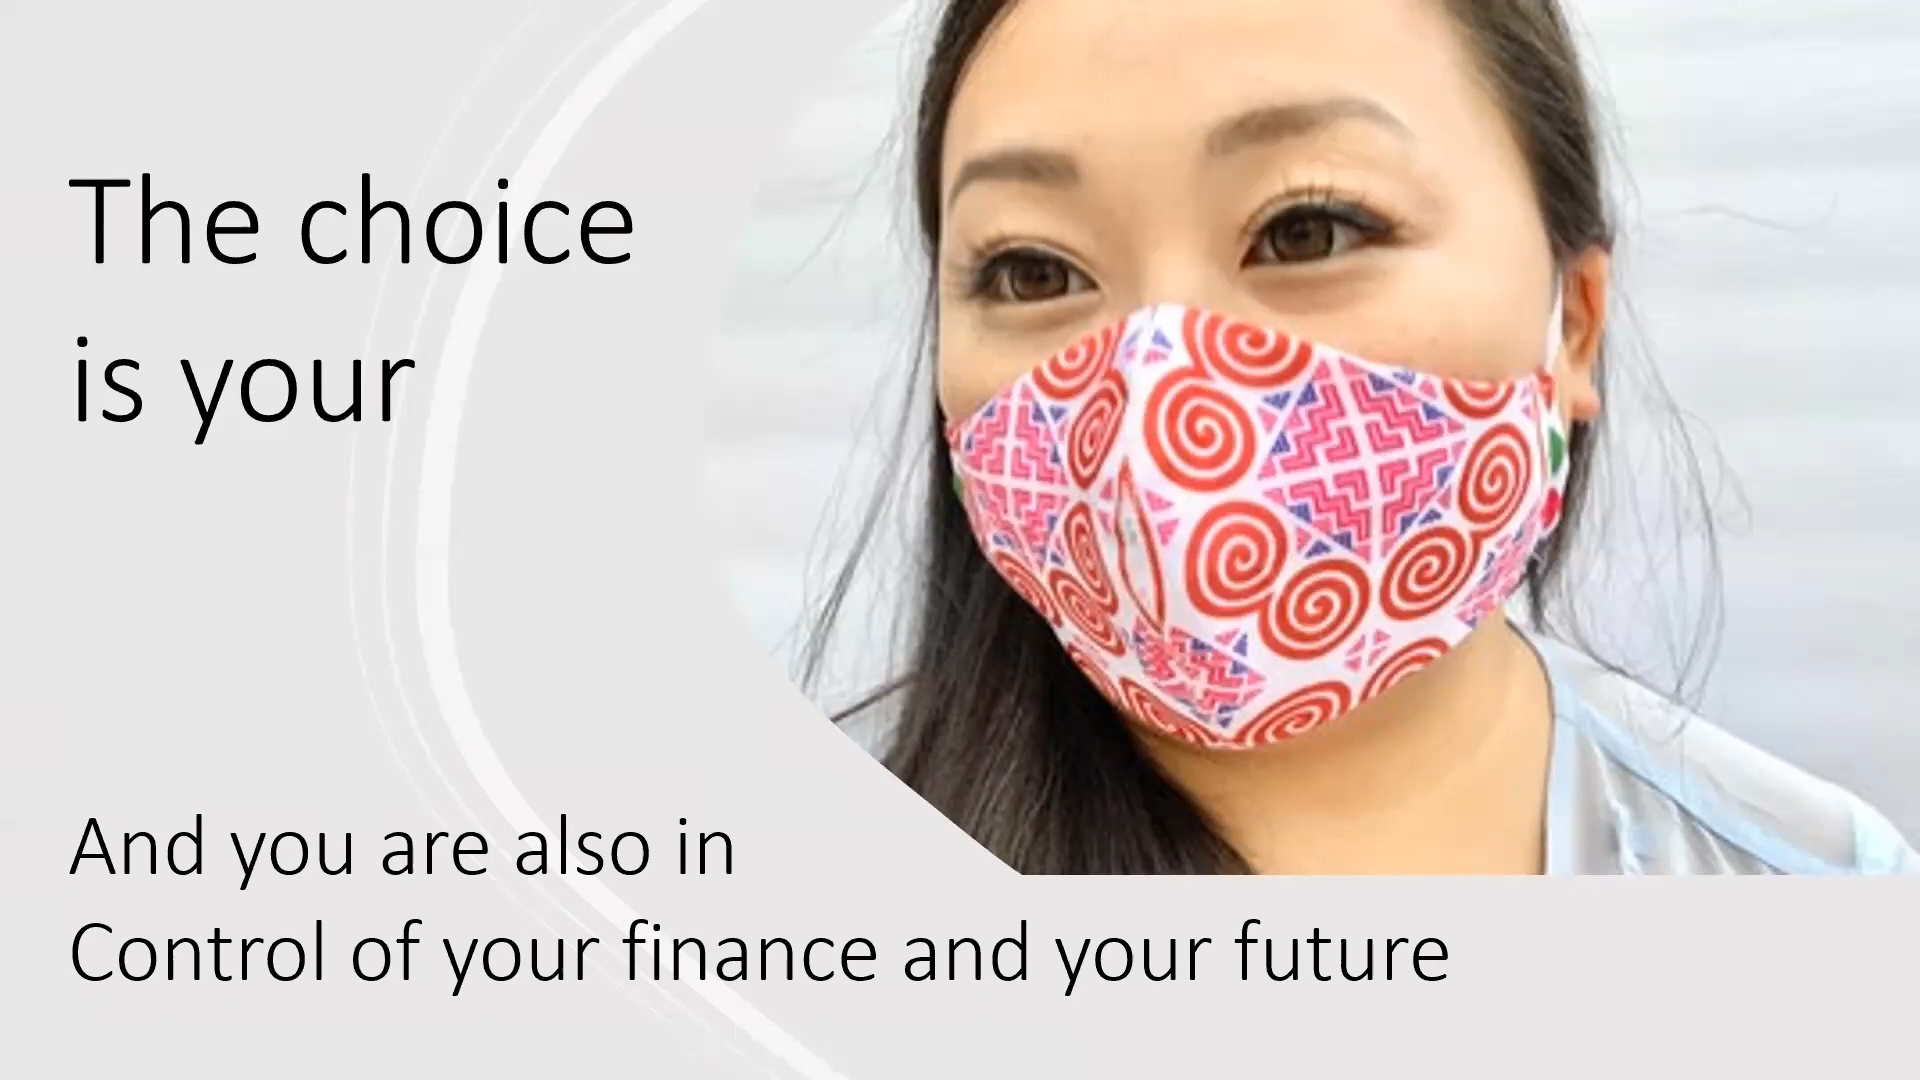 The choice
is your
And you are also in
Control of your finance and your future